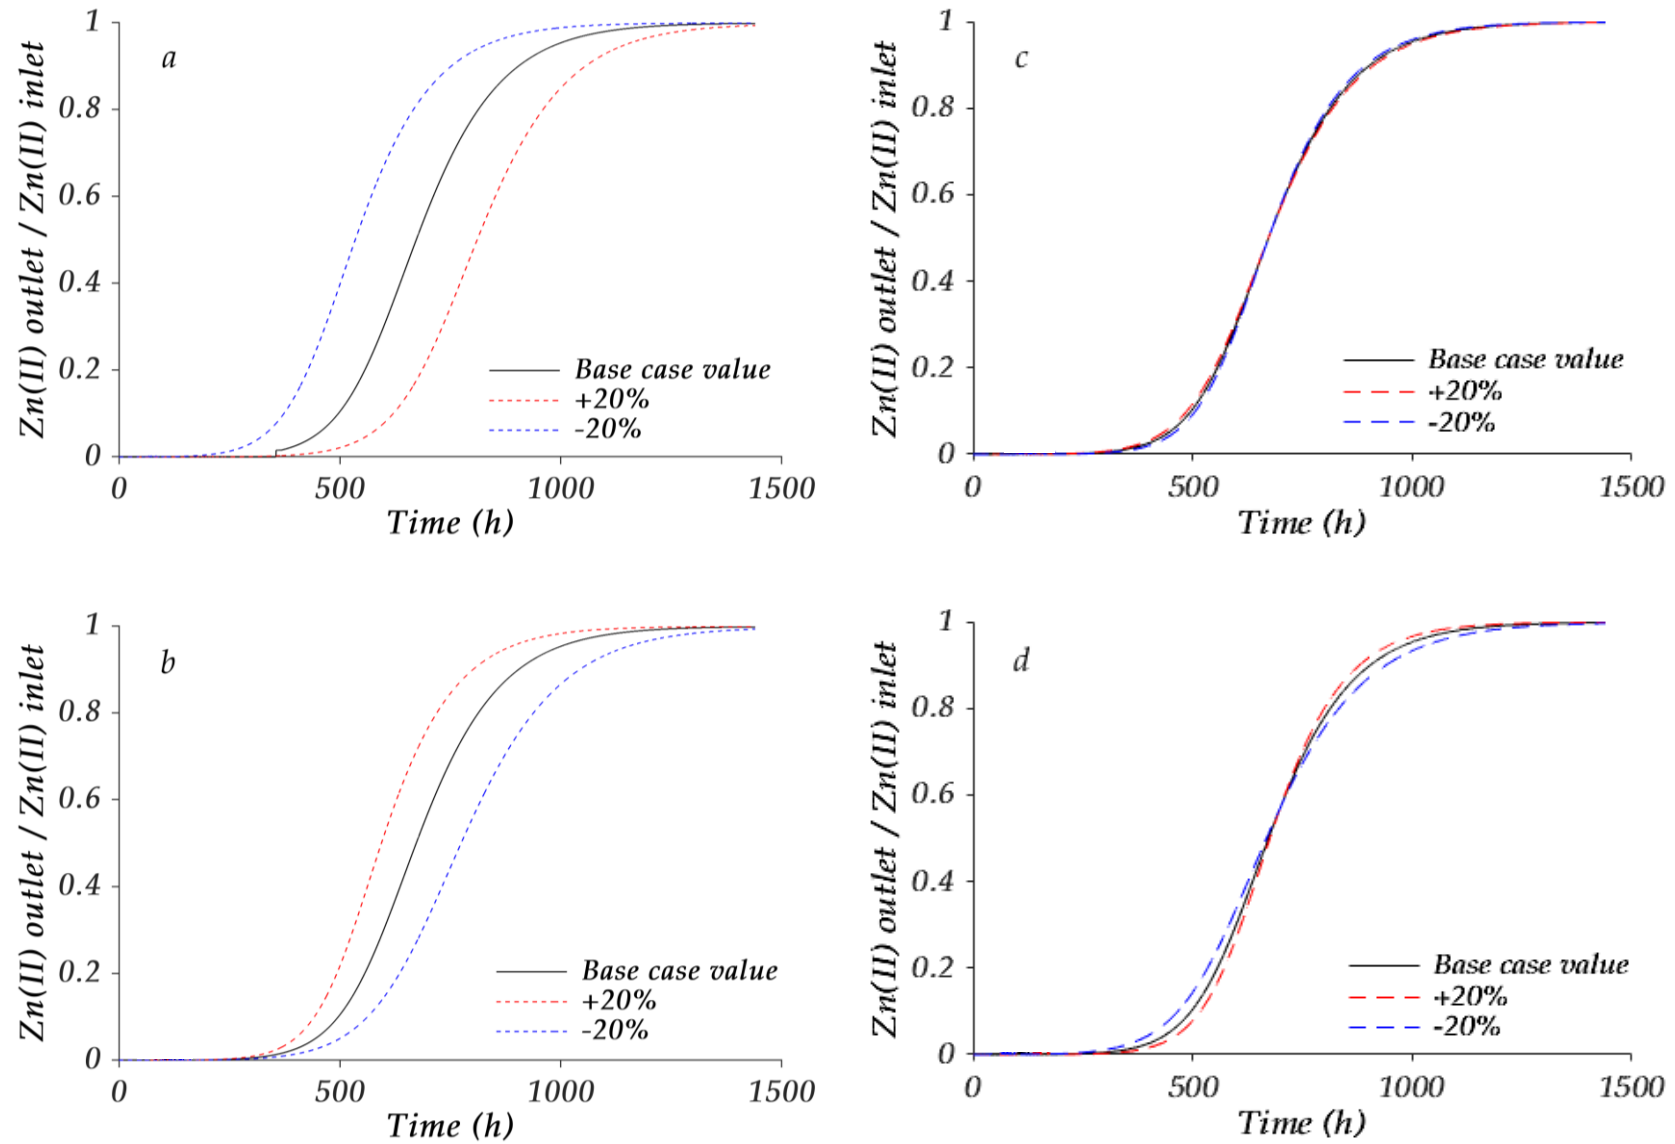 a
Zn(II) outlet / Zn(II) inlet
1
0.8
0.6
0.4
0.2
0
0 500 1000 1500
Time (h)
Base case value
+20%
-20%
c
Zn(II) outlet / Zn(II) inlet
1
0.8
0.6
0.4
0.2
0
0 500 1000 1500
Time (h)
Base case value
+20%
-20%
b
Zn(II) outlet / Zn(II) inlet
1
0.8
0.6
0.4
0.2
0
0 500 1000 1500
Time (h)
Base case value
+20%
-20%
d
Zn(II) outlet / Zn(II) inlet
1
0.8
0.6
0.4
0.2
0
0 500 1000 1500
Time (h)
Base case value
+20%
-20%